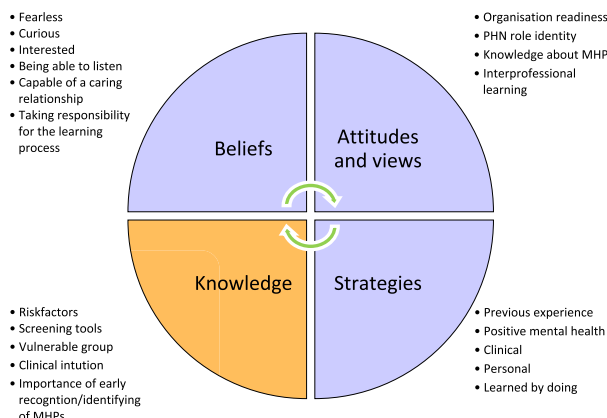 • Fearless
• Curious
• Interested
• Being able to listen
• Capable of a caring
relationship
• Taking responsibility
for the learning
process
• Organisation readiness
• PHN role identity
• Knowledge about MHP
• Interprofessional
learning
Beliefs
Attitudes
and views
Knowledge
Strategies
• Riskfactors
• Screening tools
• Vulnerable group
• Clinical intution
• Importance of early
recogntion/identifying
of MHPs
• Previous experience
• Positive mental health
• Clinical
• Personal
• Learned by doing